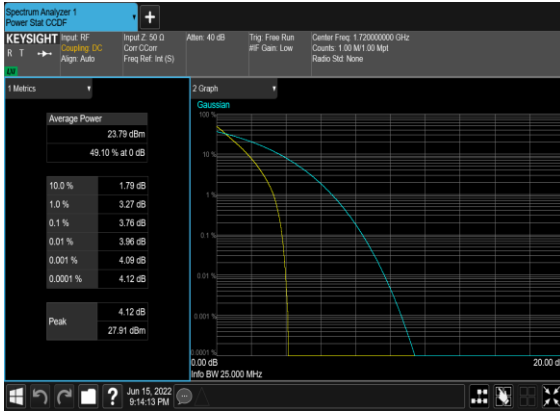 Spectrum Analyzer 1
Power Stat CCDF
+
KEYSIGHT
R T
Input: RF
Coupling: DC
Align: Auto
Input Z: 50 Ω
Corr CCorr
Freq Ref: Int (S)
Atten: 40 dB
Trig: Free Run
#IF Gain: Low
Center Freq: 1.720000000 GHz
Counts: 1.00 M/1.00 Mpt
Radio Std: None
1 Metrics
Average Power
23.79 dBm
49.10 % at 0 dB
10.0 % 1.79 dB
1.0 % 3.27 dB
0.1 % 3.76 dB
0.01 % 3.96 dB
0.001 % 4.09 dB
0.0001 % 4.12 dB
Peak
4.12 dB
27.91 dBm
2 Graph
Gaussian
100 %
10 %
1 %
0.1 %
0.01 %
0.001 %
0.0001 %
0.00 dB
20.00 d
Info BW 25.000 MHz
?
Jun 15, 2022
9:14:13 PM